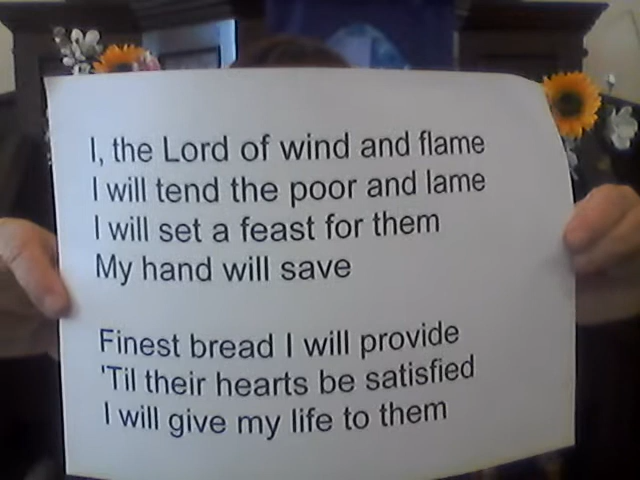 I, the Lord of wind and flame
I will tend the poor and lame
I will set a feast for them
My hand will save
Finest bread I will provide
'Til their hearts be satisfied
I will give my life to them